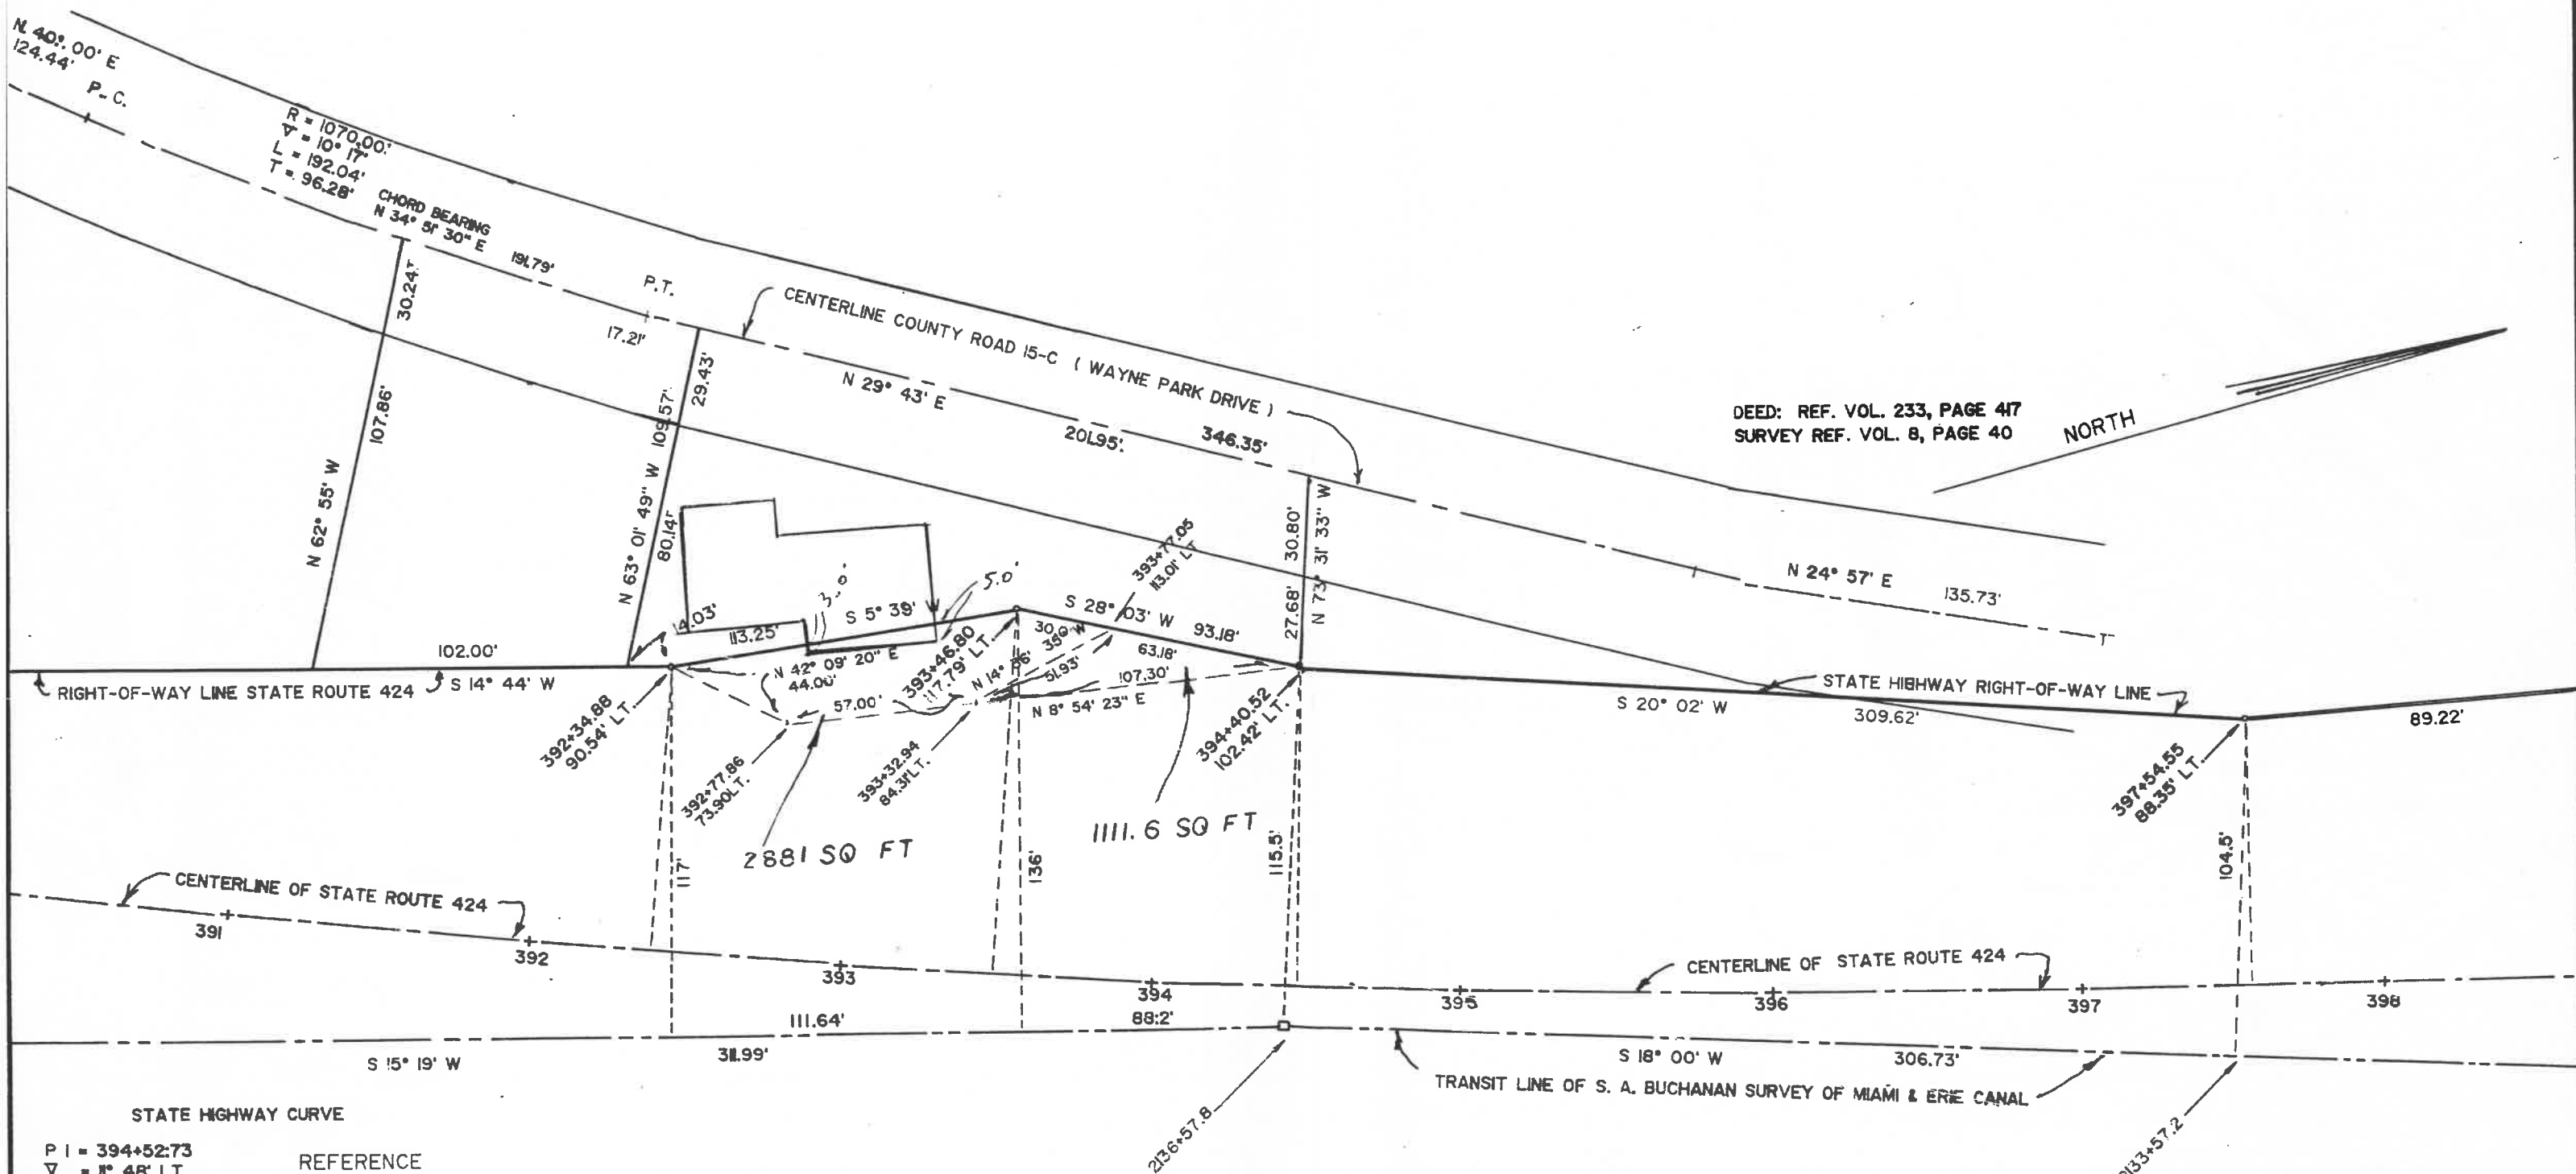 N. 40°. 00' E
124.44'
P.C.
R = 1070.00'
∇ = 10° 17'
L = 192.04'
T = 96.28'
CHORD BEARING
N 34° 51' 30" E
191.79'
P.T.
17.21'
CENTERLINE COUNTY ROAD 15-C ( WAYNE PARK DRIVE )
N 29° 43' E
201.95'
346.35'
DEED: REF. VOL. 233, PAGE 417
SURVEY REF. VOL. 8, PAGE 40
NORTH
N 24° 57' E
135.73'
30.24'
107.86'
N 62° 55' W
29.43'
N 63° 01' 49" W 109.57'
80.14'
14.03'
113.25'
3.0'
S 5° 39'
5.0'
393+77.05
113.01' LT.
30.80'
27.68'
N 73° 31' 33" W
S 28° 03' W 93.18'
30.0
63.18'
N 14° 35'
51.93'
107.30'
N 8° 54' 23" E
102.00'
RIGHT-OF-WAY LINE STATE ROUTE 424
S 14° 44' W
N 42° 09' 20" E
44.00'
57.00'
393+46.80
117.79' LT.
392+34.88
90.54' LT.
392+77.86
73.90 LT.
393+32.94
84.31' LT.
394+40.52
102.42' LT.
STATE HIGHWAY RIGHT-OF-WAY LINE
S 20° 02' W
309.62'
89.22'
397+54.55
88.35' LT.
2881 SQ FT
1111.6 SQ FT
117'
136'
115.5'
104.5'
CENTERLINE OF STATE ROUTE 424
391
392
393
394
395
396
397
398
CENTERLINE OF STATE ROUTE 424
111.64'
88.2'
S 15° 19' W
311.99'
S 18° 00' W
306.73'
TRANSIT LINE OF S. A. BUCHANAN SURVEY OF MIAMI & ERIE CANAL
2136+57.8
2133+57.2
STATE HIGHWAY CURVE
P I = 394+52.73
∇ = 11° 48' LT
REFERENCE